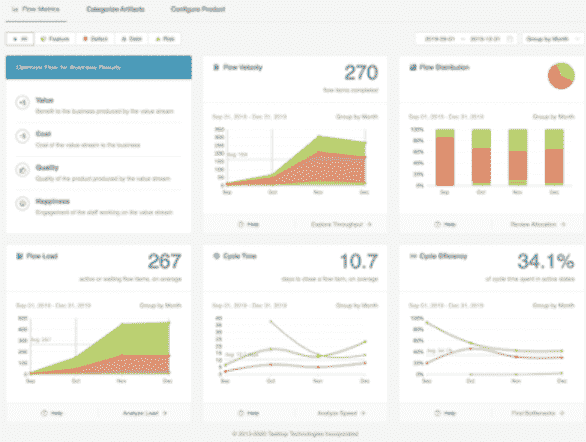 Flow Metrics Categorize Artifacts Configure Product
All Feature Defect Debt Risk
2019-09-01 → 2019-12-31 Group by Month
Optimize Flow for Business Results
Value
Benefit to the business produced by the value stream
Cost
Cost of the value stream to the business
Quality
Quality of the product produced by the value stream
Happiness
Engagement of the staff working on the value stream
Flow Velocity 270
flow items completed
Sep 01, 2019 - Dec 31, 2019 Group by Month
350
300
250
200
150
100
50
0
Sep Oct Nov Dec
Help Explore Throughput →
Flow Distribution
Sep 01, 2019 - Dec 31, 2019 Group by Month
100%
80%
60%
40%
20%
0%
Sep Oct Nov Dec
Help Review Allocation →
Flow Load 267
active or waiting flow items, on average
Sep 01, 2019 - Dec 31, 2019 Group by Month
500
400
300
200
100
0
Sep Oct Nov Dec
Help Analyze Load →
Cycle Time 10.7
days to close a flow item, on average
Sep 01, 2019 - Dec 31, 2019 Group by Month
40
35
30
25
20
15
10
5
0
Sep Oct Nov Dec
Help Analyze Speed →
Cycle Efficiency 34.1%
of cycle time spent in active states
Sep 01, 2019 - Dec 31, 2019 Group by Month
100%
80%
60%
40%
20%
0%
Sep Oct Nov Dec
Help Find Bottlenecks →
Tasktop Technologies Incorporated